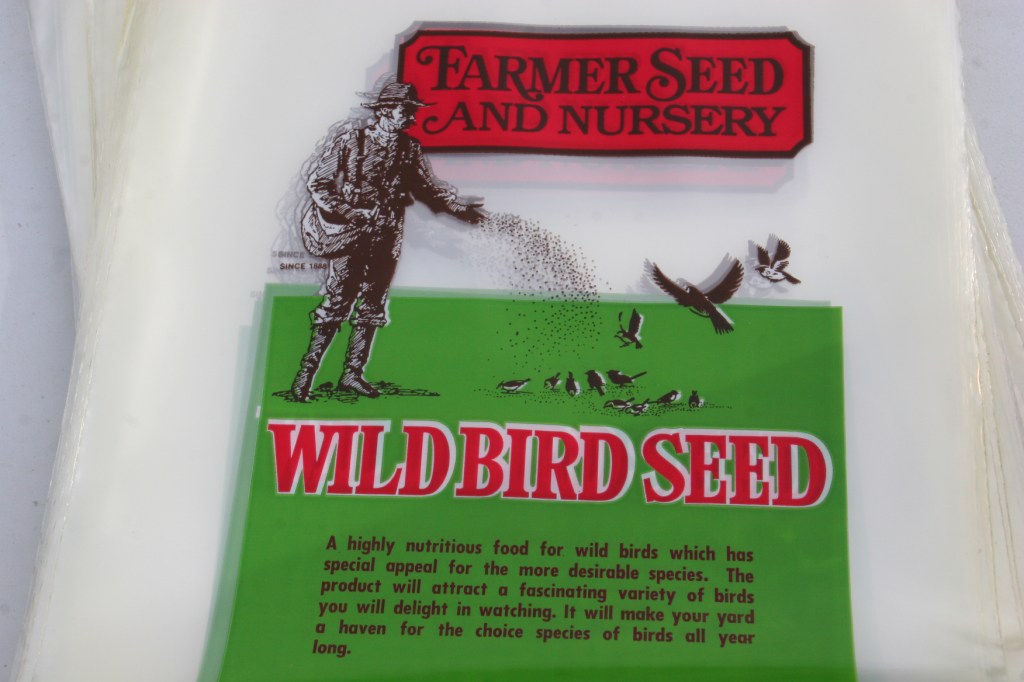 FARMER SEED
AND NURSERY
SINCE 1888
WILD BIRD SEED
A highly nutritious food for wild birds which has
special appeal for the more desirable species. The
product will attract a fascinating variety of birds
you will delight in watching. It will make your yard
a haven for the choice species of birds all year
long.